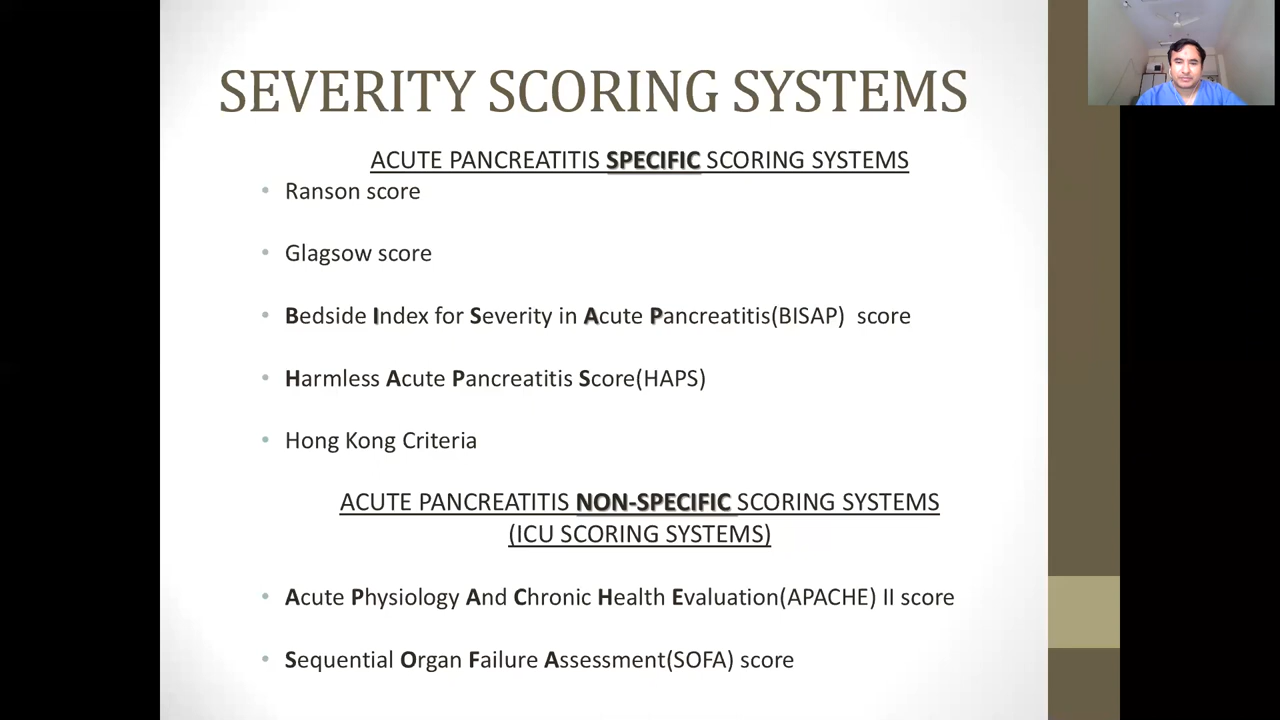 SEVERITY SCORING SYSTEMS
ACUTE PANCREATITIS SPECIFIC SCORING SYSTEMS
• Ranson score
• Glagsow score
• Bedside Index for Severity in Acute Pancreatitis(BISAP) score
• Harmless Acute Pancreatitis Score(HAPS)
• Hong Kong Criteria
ACUTE PANCREATITIS NON-SPECIFIC SCORING SYSTEMS
(ICU SCORING SYSTEMS)
• Acute Physiology And Chronic Health Evaluation(APACHE) II score
• Sequential Organ Failure Assessment(SOFA) score